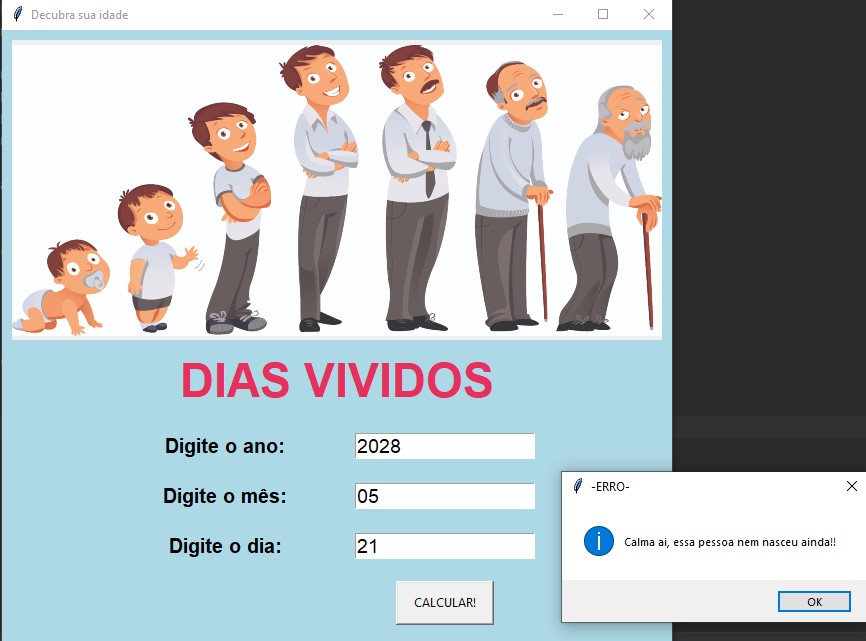 Decubra sua idade
DIAS VIVIDOS
Digite o ano: 2028
Digite o mês: 05
Digite o dia: 21
CALCULAR!
-ERRO-
Calma ai, essa pessoa nem nasceu ainda!!
OK